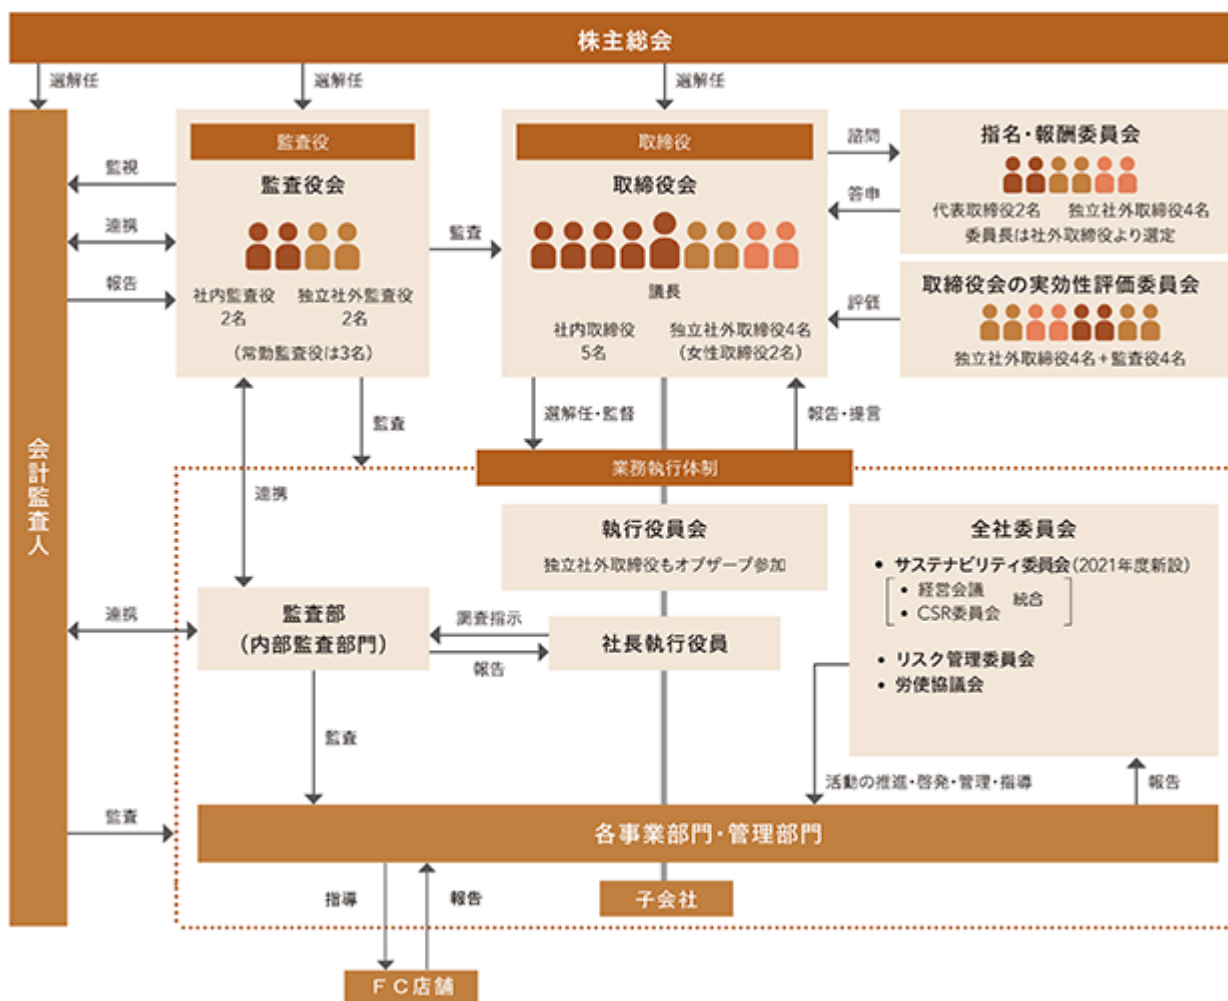 株主総会
選解任
選解任
選解任
監査役
監査役会
社内監査役
2名
独立社外監査役
2名
(常勤監査役は3名)
取締役
取締役会
議長
社内取締役
5名
独立社外取締役4名
(女性取締役2名)
諮問
答申
指名・報酬委員会
代表取締役2名 独立社外取締役4名
委員長は社外取締役より選定
評価
取締役会の実効性評価委員会
独立社外取締役4名+監査役4名
監視
連携
報告
監査
会計監査人
監査
連携
選解任・監督
報告・提言
業務執行体制
執行役員会
独立社外取締役もオブザーブ参加
全社委員会
• サステナビリティ委員会(2021年度新設)
• 経営会議
• CSR委員会
統合
• リスク管理委員会
• 労使協議会
連携
監査部
(内部監査部門)
調査指示
報告
社長執行役員
監査
活動の推進・啓発・管理・指導
報告
監査
各事業部門・管理部門
指導
報告
子会社
FC店舗